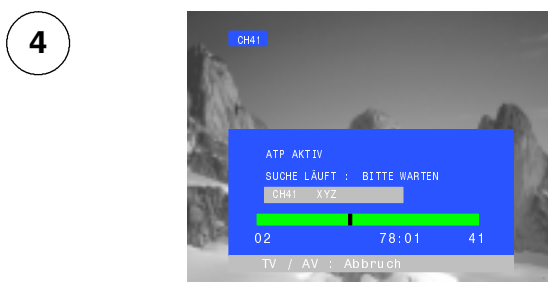 4
CH41
ATP AKTIV
SUCHE LÄUFT : BITTE WARTEN
CH41 XYZ
02 78:01 41
TV / AV : Abbruch